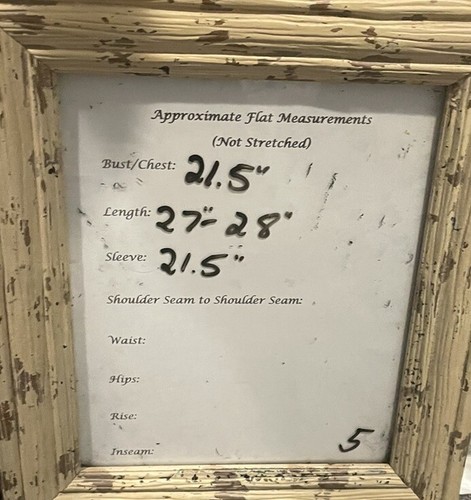 Approximate Flat Measurements
(Not Stretched)
Bust/Chest: 21.5"
Length: 27"- 28"
Sleeve: 21.5"
Shoulder Seam to Shoulder Seam:
Waist:
Hips:
Rise:
Inseam:
5